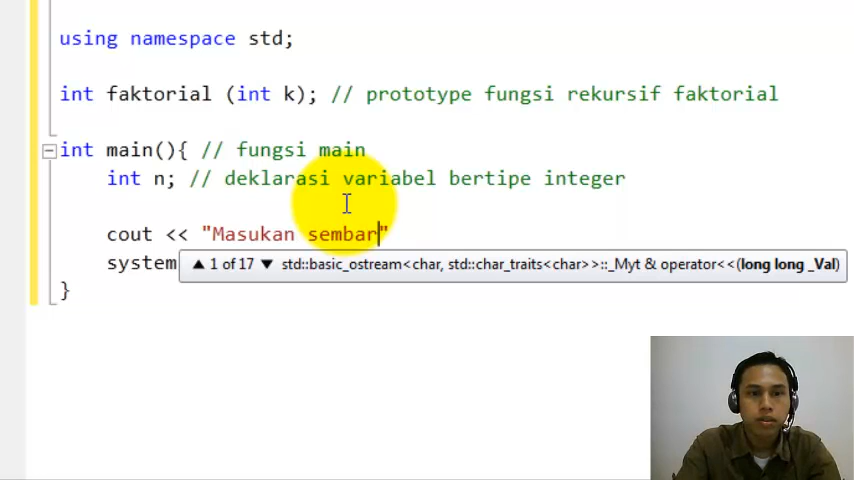 using namespace std;
int faktorial (int k); // prototype fungsi rekursif faktorial
int main(){ // fungsi main
int n; // deklarasi variabel bertipe integer
cout << "Masukan sembar"
system
▲ 1 of 17 ▼ std::basic_ostream<char, std::char_traits<char>>::_Myt & operator<<(long long _Val)
}